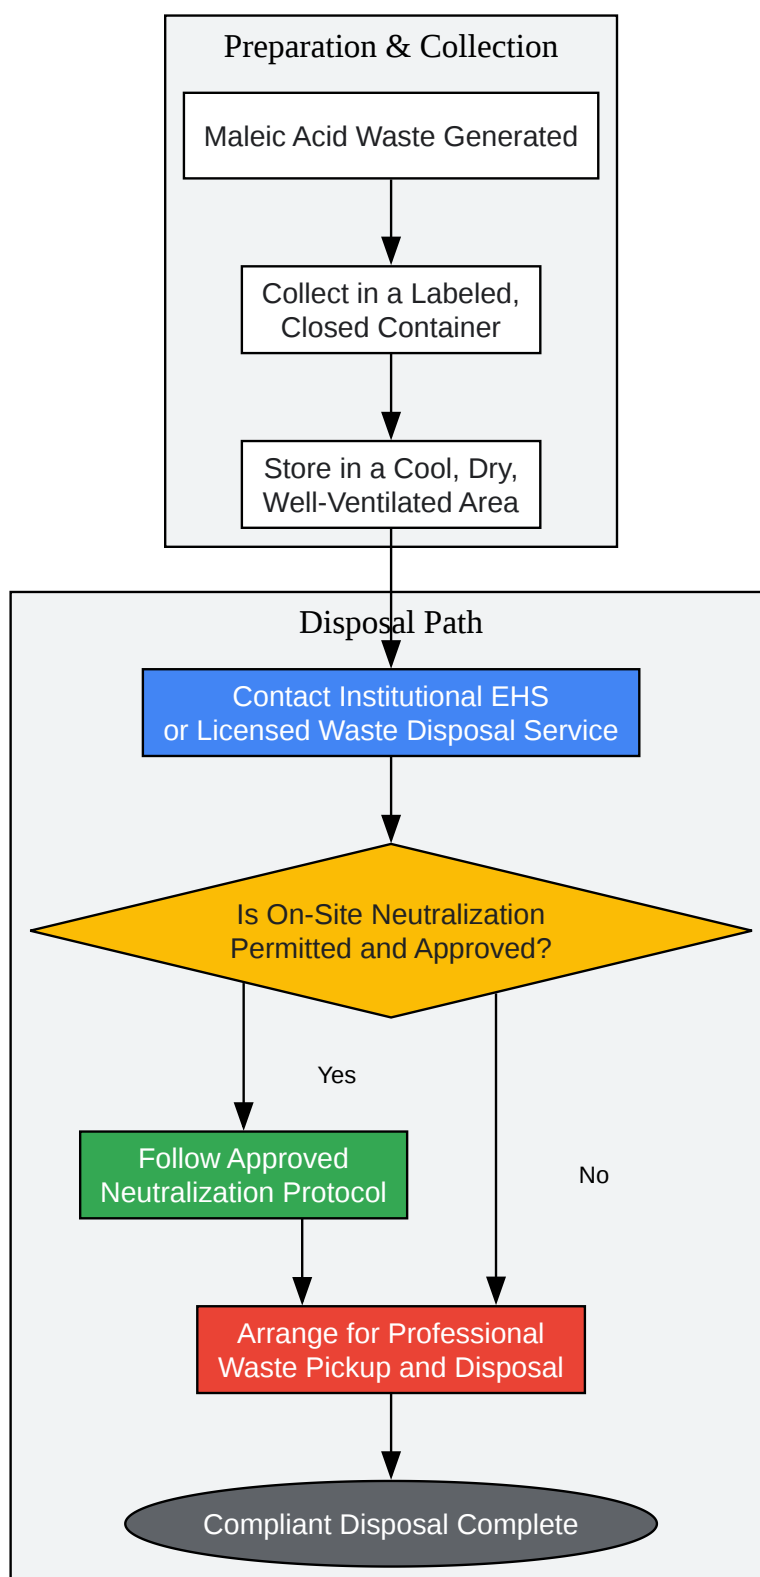 Preparation & Collection
Maleic Acid Waste Generated
Collect in a Labeled,
Closed Container
Store in a Cool, Dry,
Well-Ventilated Area
Disposal Path
Contact Institutional EHS
or Licensed Waste Disposal Service
Is On-Site Neutralization
Permitted and Approved?
Yes
Follow Approved
Neutralization Protocol
No
Arrange for Professional
Waste Pickup and Disposal
Compliant Disposal Complete